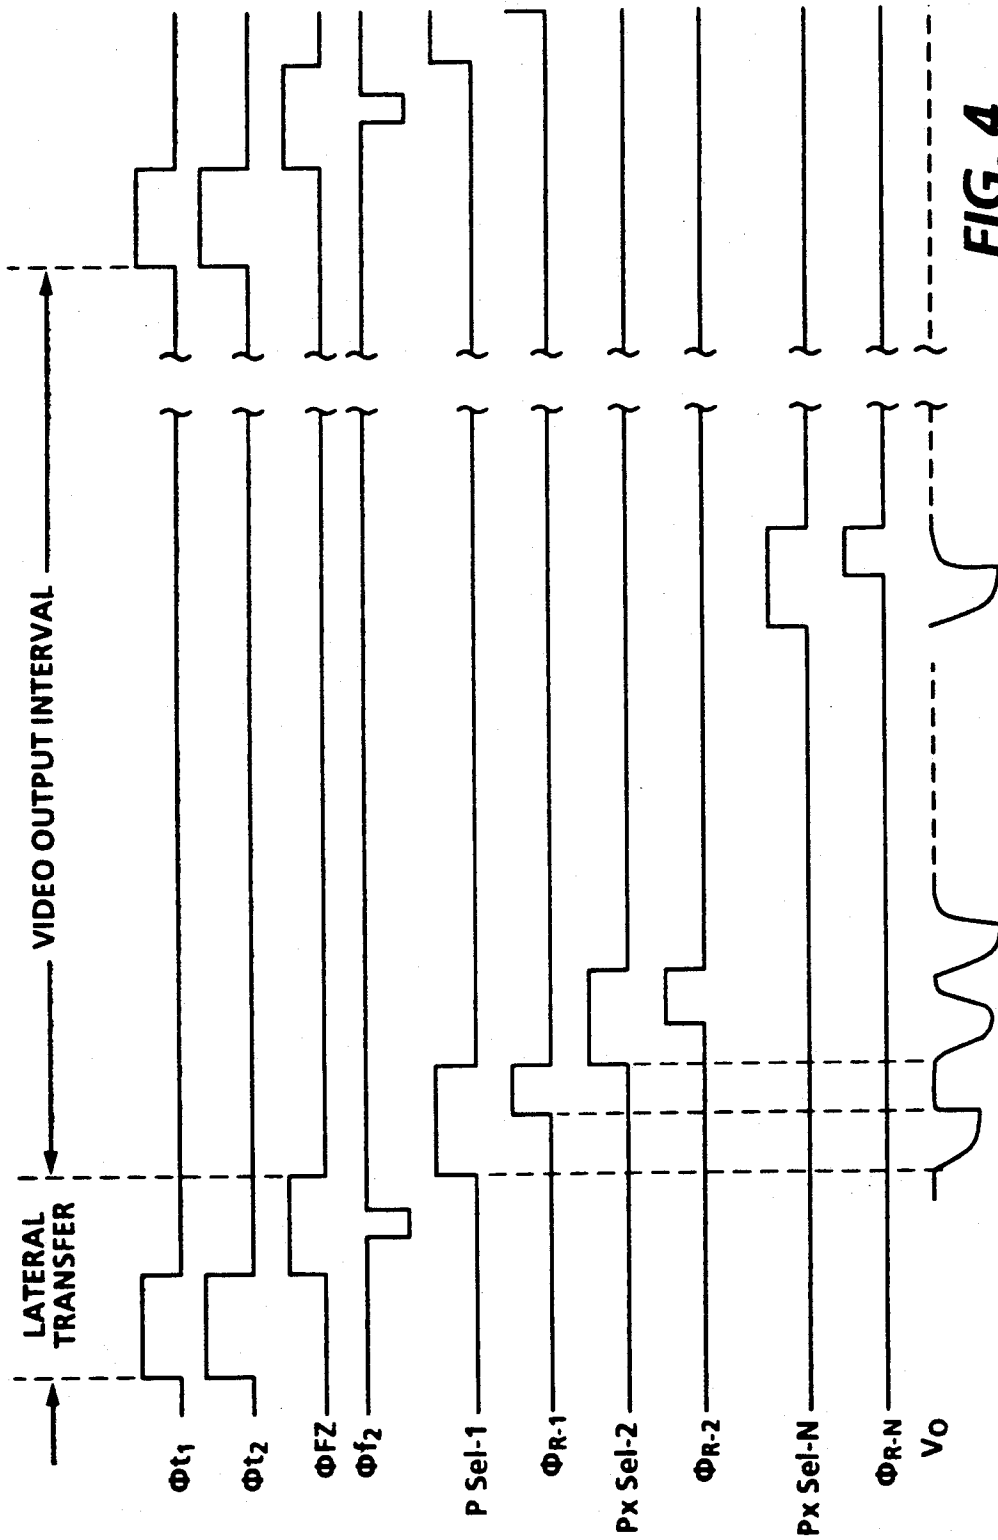 LATERAL
TRANSFER
VIDEO OUTPUT INTERVAL
Φt₁
Φt₂
ΦFZ
Φf₂
P Sel-1
ΦR-1
Px Sel-2
ΦR-2
Px Sel-N
ΦR-N
VO
FIG. 4